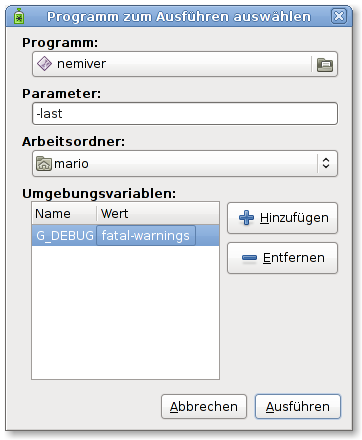 Programm zum Ausführen auswählen
Programm:
nemiver
Parameter:
-last
Arbeitsordner:
mario
Umgebungsvariablen:
Name Wert
G_DEBUG fatal-warnings
Hinzufügen
Entfernen
Abbrechen Ausführen